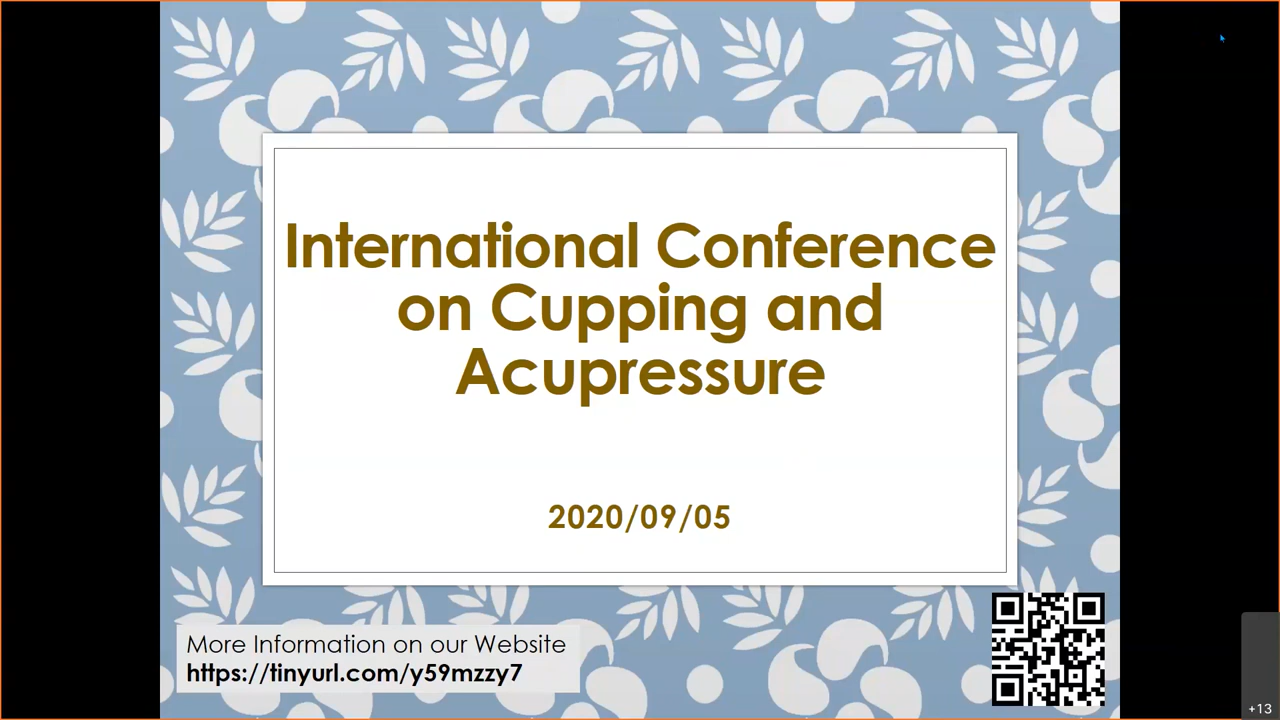 International Conference
on Cupping and
Acupressure
2020/09/05
More Information on our Website
https://tinyurl.com/y59mzzy7
+13